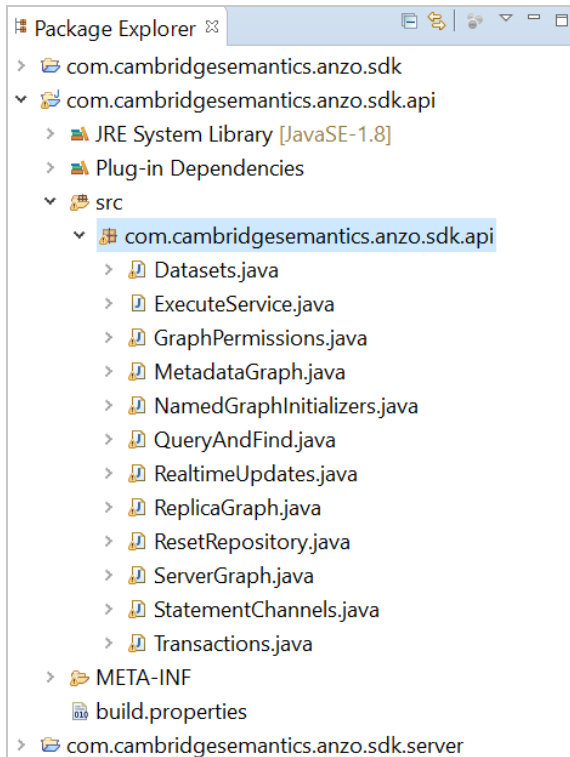 Package Explorer
com.cambridgesemantics.anzo.sdk
com.cambridgesemantics.anzo.sdk.api
JRE System Library [JavaSE-1.8]
Plug-in Dependencies
src
com.cambridgesemantics.anzo.sdk.api
Datasets.java
ExecuteService.java
GraphPermissions.java
MetadataGraph.java
NamedGraphInitializers.java
QueryAndFind.java
RealtimeUpdates.java
ReplicaGraph.java
ResetRepository.java
ServerGraph.java
StatementChannels.java
Transactions.java
META-INF
build.properties
com.cambridgesemantics.anzo.sdk.server